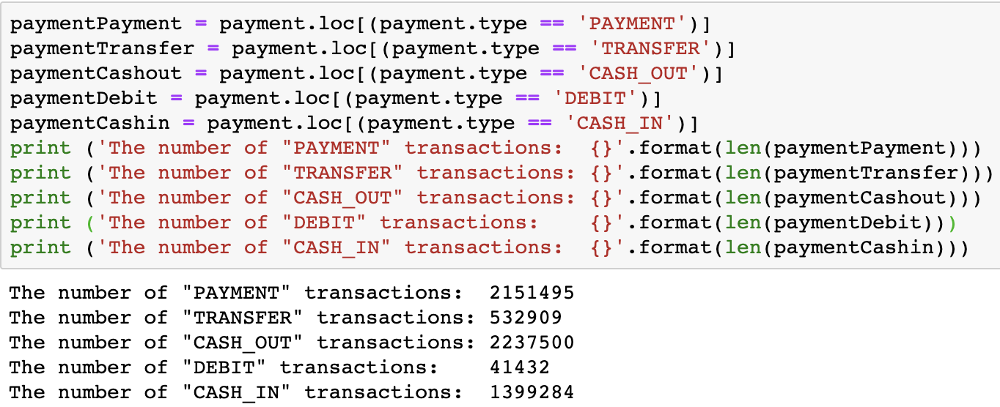 paymentPayment = payment.loc[(payment.type == 'PAYMENT')]
paymentTransfer = payment.loc[(payment.type == 'TRANSFER')]
paymentCashout = payment.loc[(payment.type == 'CASH_OUT')]
paymentDebit = payment.loc[(payment.type == 'DEBIT')]
paymentCashin = payment.loc[(payment.type == 'CASH_IN')]
print ('The number of "PAYMENT" transactions:  {}'.format(len(paymentPayment)))
print ('The number of "TRANSFER" transactions: {}'.format(len(paymentTransfer)))
print ('The number of "CASH_OUT" transactions: {}'.format(len(paymentCashout)))
print ('The number of "DEBIT" transactions:    {}'.format(len(paymentDebit)))
print ('The number of "CASH_IN" transactions:  {}'.format(len(paymentCashin)))
The number of "PAYMENT" transactions:  2151495
The number of "TRANSFER" transactions: 532909
The number of "CASH_OUT" transactions: 2237500
The number of "DEBIT" transactions:    41432
The number of "CASH_IN" transactions:  1399284